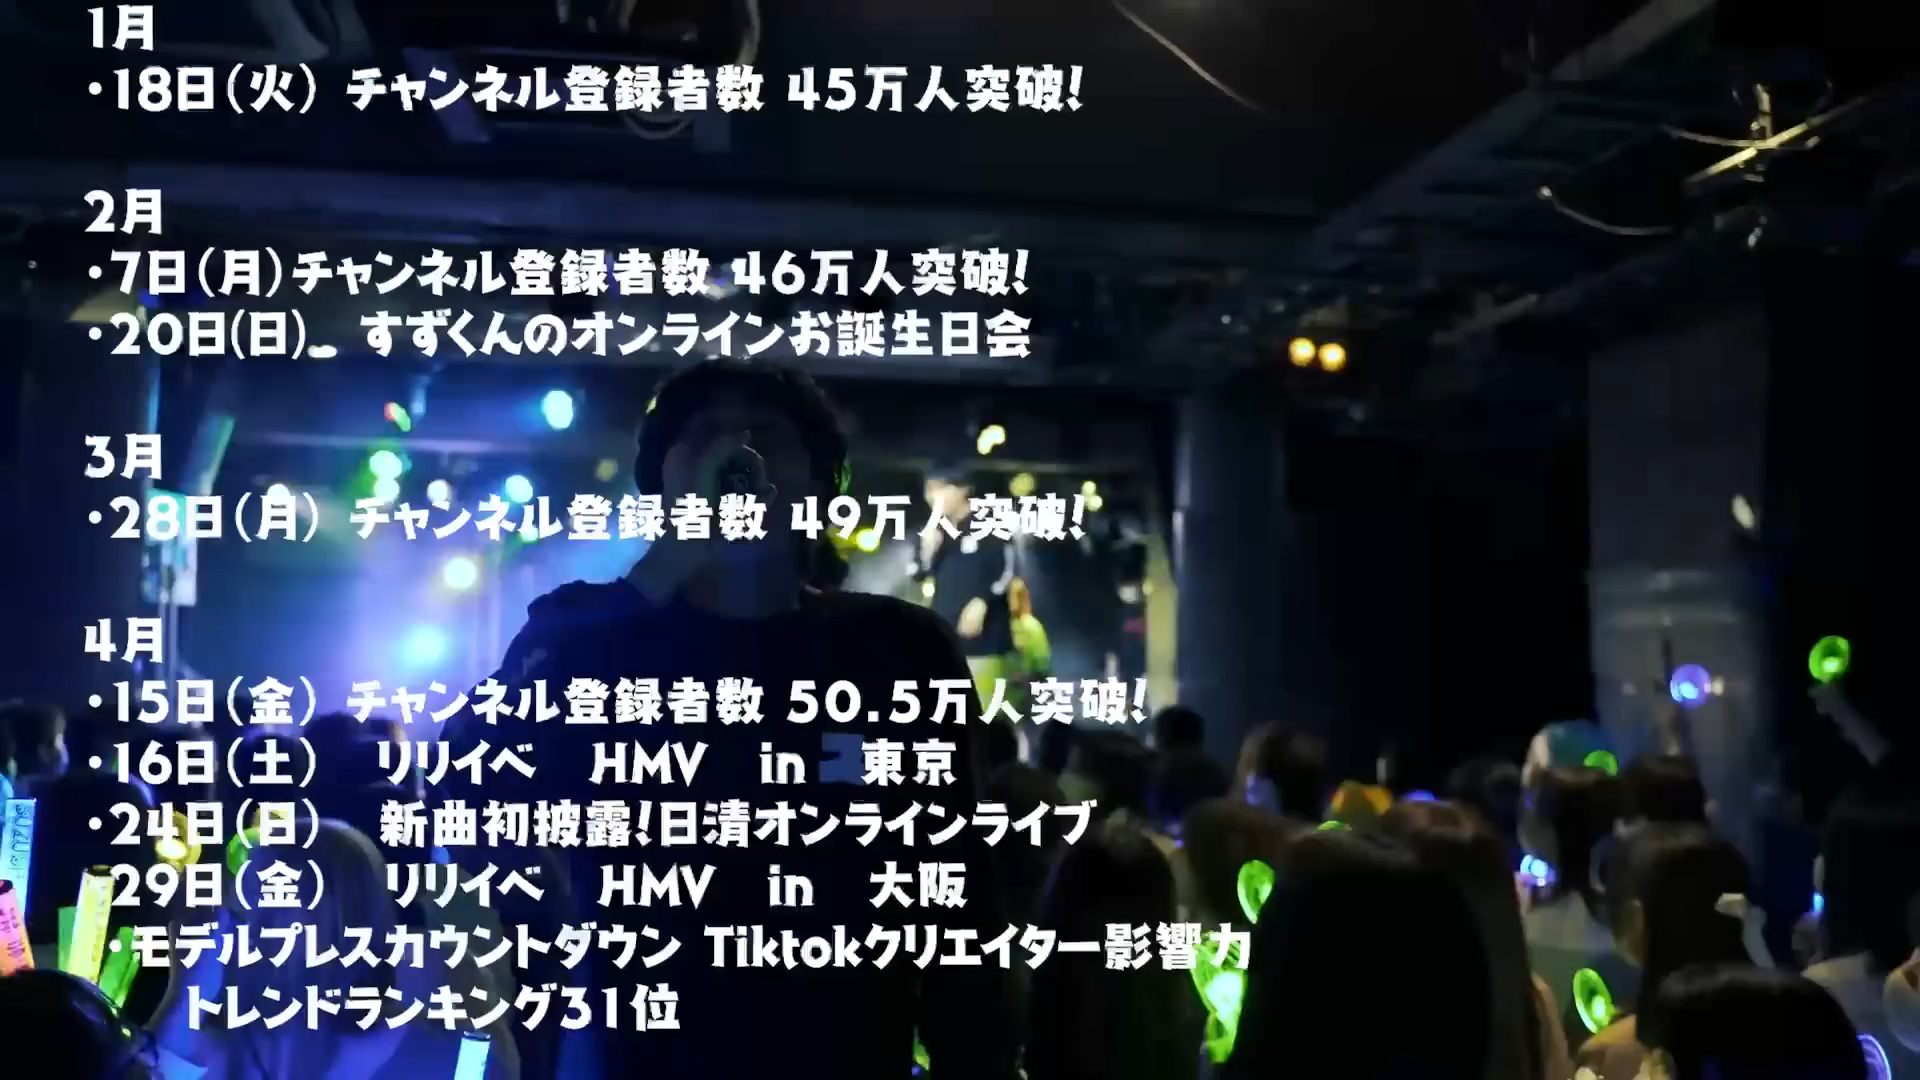 1月
・18日（火） チャンネル登録者数 45万人突破！
2月
・7日（月）チャンネル登録者数 46万人突破！
・20日(日)　すずくんのオンラインお誕生日会
3月
・28日（月） チャンネル登録者数 49万人突破！
4月
・15日（金） チャンネル登録者数 50.5万人突破！
・16日（土）　リリイベ　HMV　in　東京
・24日（日）　新曲初披露！日清オンラインライブ
・29日（金）　リリイベ　HMV　in　大阪
・モデルプレスカウントダウン Tiktokクリエイター影響力
トレンドランキング31位